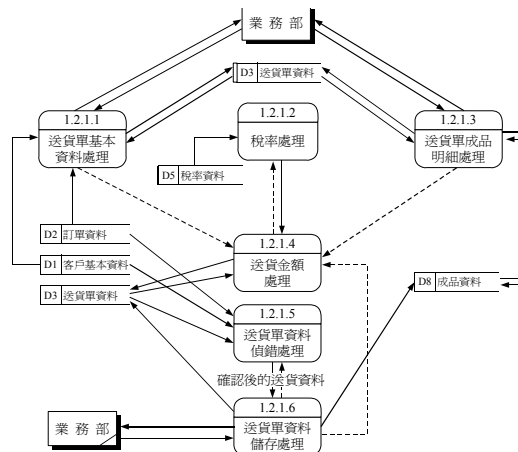 業 務 部
D3 送貨單資料
1.2.1.1
送貨單基本
資料處理
1.2.1.2
稅率處理
1.2.1.3
送貨單成品
明細處理
D5 稅率資料
D2 訂單資料
D1 客戶基本資料
D3 送貨單資料
1.2.1.4
送貨金額
處理
D8 成品資料
1.2.1.5
送貨單資料
偵錯處理
確認後的送貨資料
1.2.1.6
送貨單資料
儲存處理
業 務 部